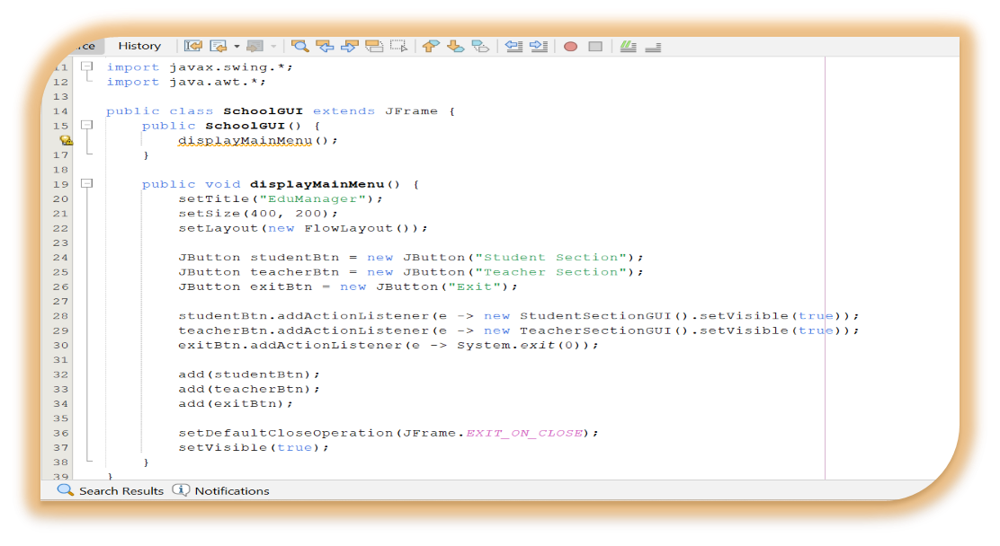 ce History
11 import javax.swing.*;
12 import java.awt.*;
13
14 public class SchoolGUI extends JFrame {
15 public SchoolGUI() {
displayMainMenu();
17 }
18
19 public void displayMainMenu() {
20 setTitle("EduManager");
21 setSize(400, 200);
22 setLayout(new FlowLayout());
23
24 JButton studentBtn = new JButton("Student Section");
25 JButton teacherBtn = new JButton("Teacher Section");
26 JButton exitBtn = new JButton("Exit");
27
28 studentBtn.addActionListener(e -> new StudentSectionGUI().setVisible(true));
29 teacherBtn.addActionListener(e -> new TeacherSectionGUI().setVisible(true));
30 exitBtn.addActionListener(e -> System.exit(0));
31
32 add(studentBtn);
33 add(teacherBtn);
34 add(exitBtn);
35
36 setDefaultCloseOperation(JFrame.EXIT_ON_CLOSE);
37 setVisible(true);
38 }
39 }
Search Results Notifications